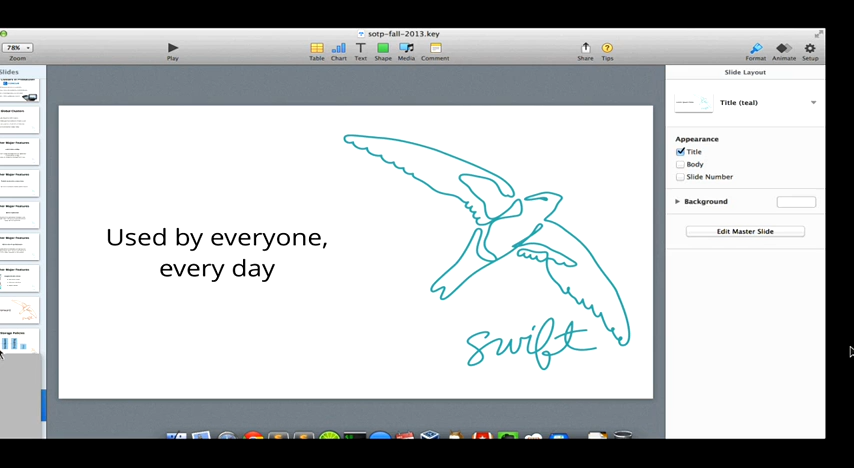 sotp-fall-2013.key
78%
Zoom
Play
Table
Chart
Text
Shape
Media
Comment
Share
Tips
Format
Animate
Setup
Slides
Slide Layout
Title (teal)
Appearance
Title
Body
Slide Number
Background
Edit Master Slide
Used by everyone,
every day
swift